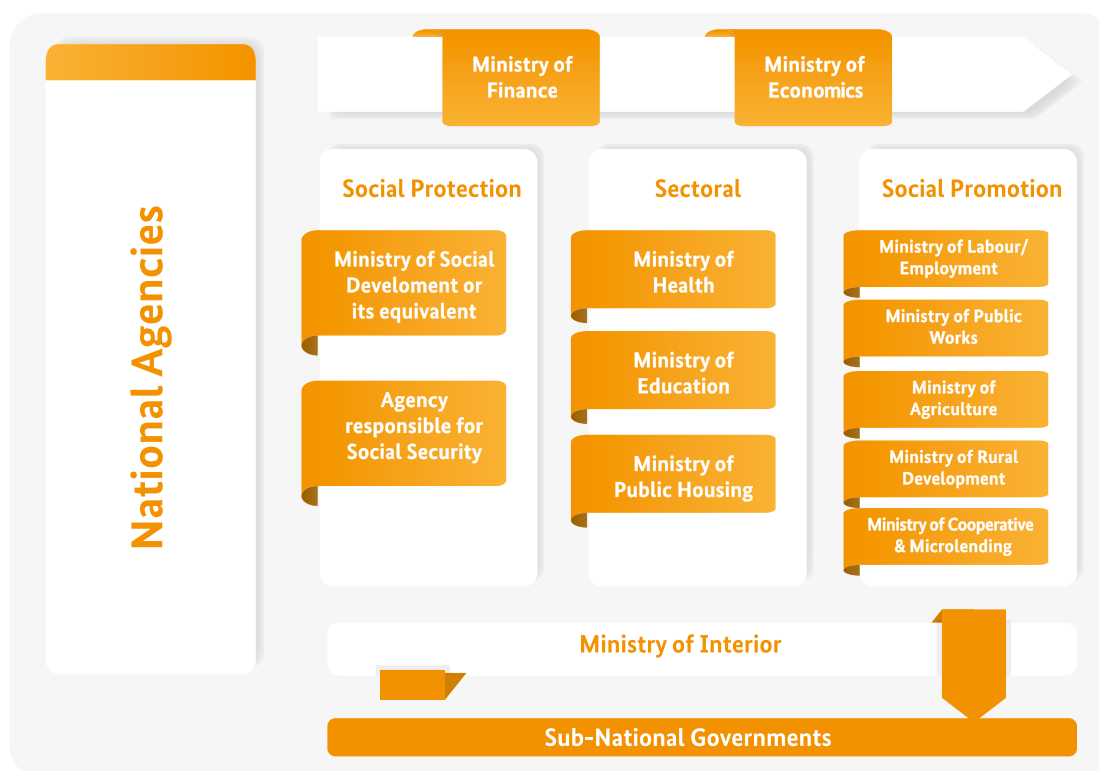 National Agencies
Ministry of
Finance
Ministry of
Economics
Social Protection
Ministry of Social
Develoment or
its equivalent
Agency
responsible for
Social Security
Sectoral
Ministry of
Health
Ministry of
Education
Ministry of
Public Housing
Social Promotion
Ministry of Labour/
Employment
Ministry of Public
Works
Ministry of
Agriculture
Ministry of Rural
Development
Ministry of Cooperative
& Microlending
Ministry of Interior
Sub-National Governments